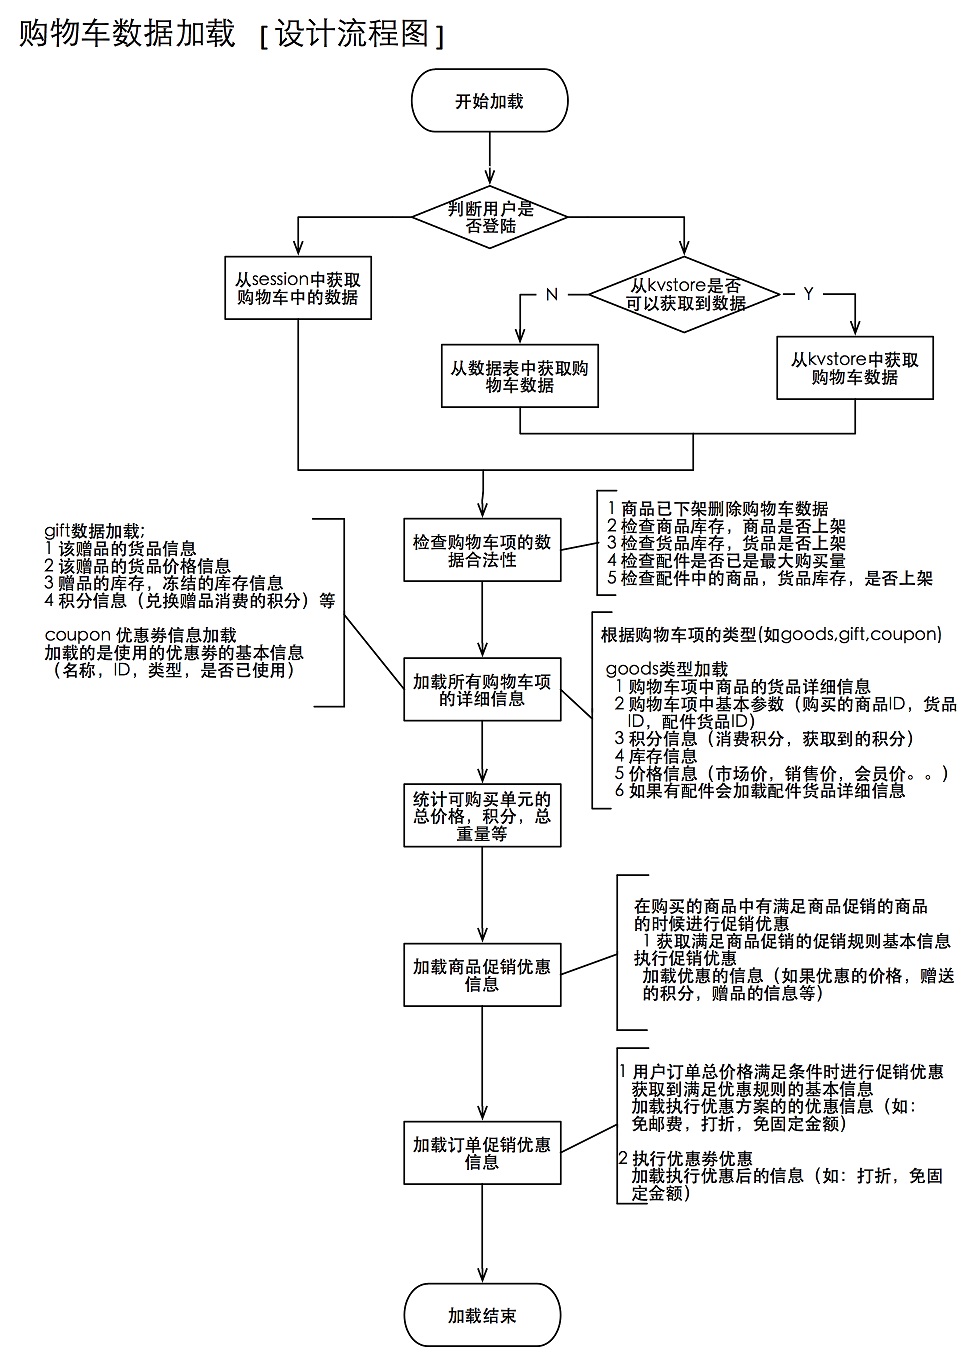 购物车数据加载 [设计流程图]
开始加载
判断用户是
否登陆
从session中获取
购物车中的数据
从kvstore是否
可以获取到数据
N
Y
从数据表中获取购
物车数据
从kvstore中获取
购物车数据
检查购物车项的数
据合法性
1 商品已下架删除购物车数据
2 检查商品库存，商品是否上架
3 检查货品库存，货品是否上架
4 检查配件是否已是最大购买量
5 检查配件中的商品，货品库存，是否上架
gift数据加载;
1 该赠品的货品信息
2 该赠品的货品价格信息
3 赠品的库存，冻结的库存信息
4 积分信息（兑换赠品消费的积分）等
coupon 优惠劵信息加载
加载的是使用的优惠劵的基本信息
（名称，ID，类型，是否已使用）
加载所有购物车项
的详细信息
根据购物车项的类型(如goods,gift,coupon)
goods类型加载
1 购物车项中商品的货品详细信息
2 购物车项中基本参数（购买的商品ID，货品
ID，配件货品ID）
3 积分信息（消费积分，获取到的积分）
4 库存信息
5 价格信息（市场价，销售价，会员价。。）
6 如果有配件会加载配件货品详细信息
统计可购买单元的
总价格，积分，总
重量等
加载商品促销优惠
信息
在购买的商品中有满足商品促销的商品
的时候进行促销优惠
1 获取满足商品促销的促销规则基本信息
执行促销优惠
加载优惠的信息（如果优惠的价格，赠送
的积分，赠品的信息等）
加载订单促销优惠
信息
1 用户订单总价格满足条件时进行促销优惠
获取到满足优惠规则的基本信息
加载执行优惠方案的的优惠信息（如：
免邮费，打折，免固定金额）
2 执行优惠劵优惠
加载执行优惠后的信息（如：打折，免固
定金额）
加载结束